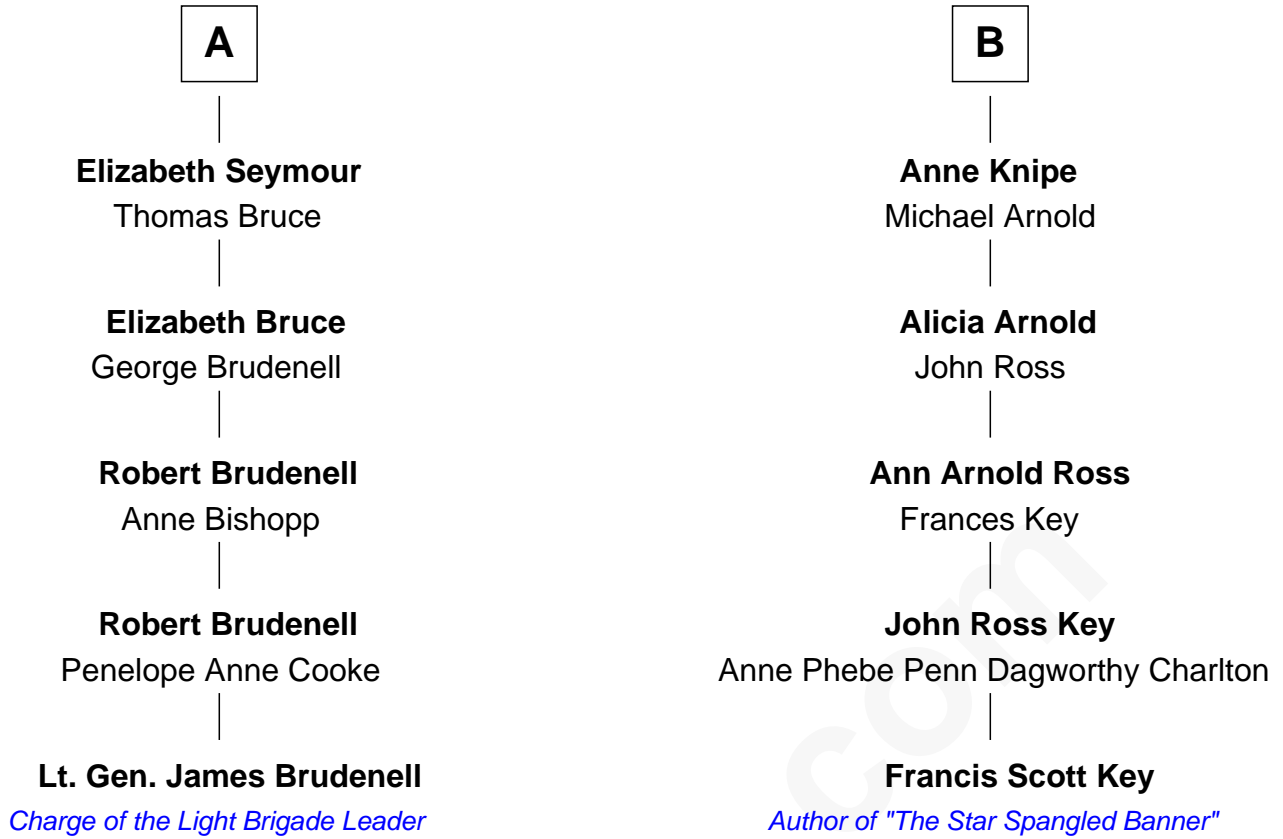 A
Elizabeth Seymour
Thomas Bruce
Elizabeth Bruce
George Brudenell
Robert Brudenell
Anne Bishopp
Robert Brudenell
Penelope Anne Cooke
Lt. Gen. James Brudenell
Charge of the Light Brigade Leader
B
Anne Knipe
Michael Arnold
Alicia Arnold
John Ross
Ann Arnold Ross
Frances Key
John Ross Key
Anne Phebe Penn Dagworthy Charlton
Francis Scott Key
Author of "The Star Spangled Banner"
com